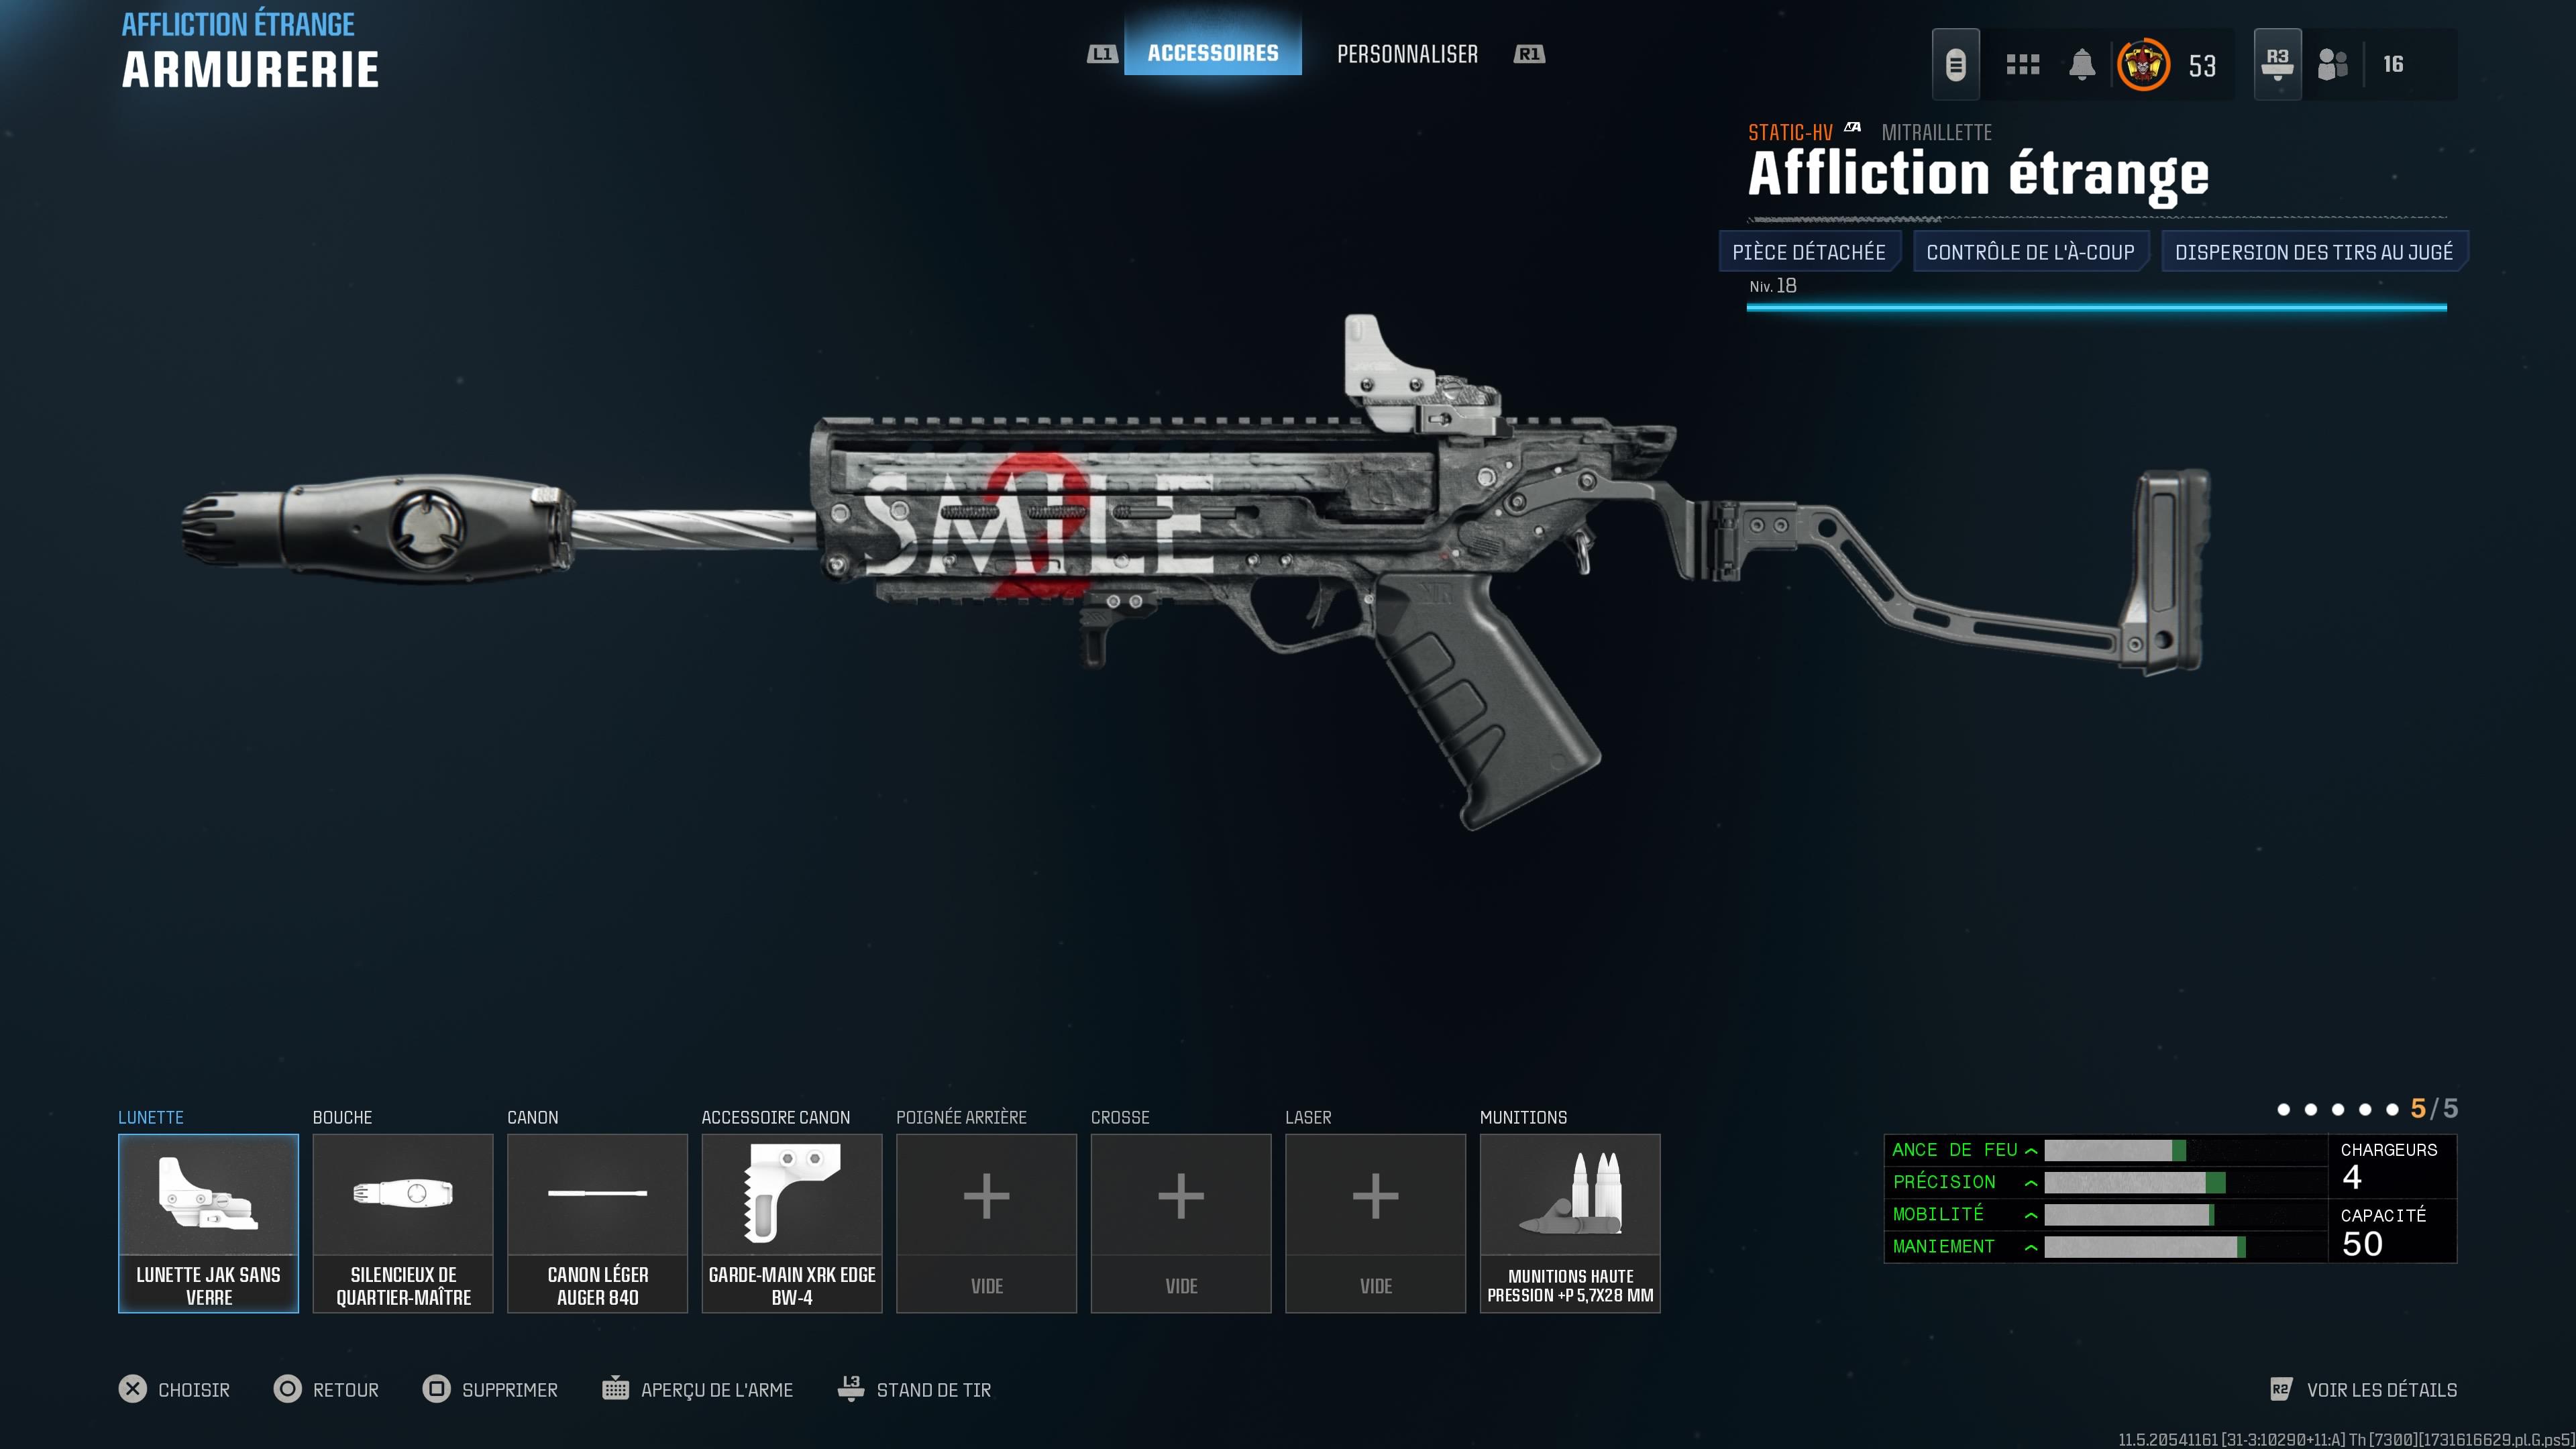 AFFLICTION ÉTRANGE
ARMURERIE
L1 ACCESSOIRES PERSONNALISER R1
53 R3 16
STATIC-HV MITRAILLETTE
Affliction étrange
PIÈCE DÉTACHÉE CONTRÔLE DE L'À-COUP DISPERSION DES TIRS AU JUGÉ
Niv. 18
SMILE
2
LUNETTE BOUCHE CANON ACCESSOIRE CANON POIGNÉE ARRIÈRE CROSSE LASER MUNITIONS
LUNETTE JAK SANS
VERRE
SILENCIEUX DE
QUARTIER-MAÎTRE
CANON LÉGER
AUGER 840
GARDE-MAIN XRK EDGE
BW-4
VIDE
VIDE
VIDE
MUNITIONS HAUTE
PRESSION +P 5,7X28 MM
5/5
ANCE DE FEU
PRÉCISION
MOBILITÉ
MANIEMENT
CHARGEURS
4
CAPACITÉ
50
CHOISIR RETOUR SUPPRIMER APERÇU DE L'ARME L3 STAND DE TIR
R2 VOIR LES DÉTAILS
11.5.20541161 [31-3:10290+11:A] Th [7300][1731616629.pl.G.ps5]